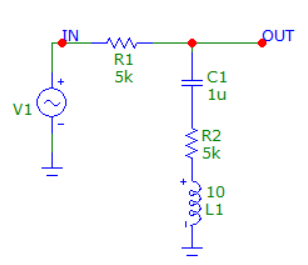 IN
OUT
R1
5k
C1
1u
V1
+
-
R2
5k
+
10
L1
-